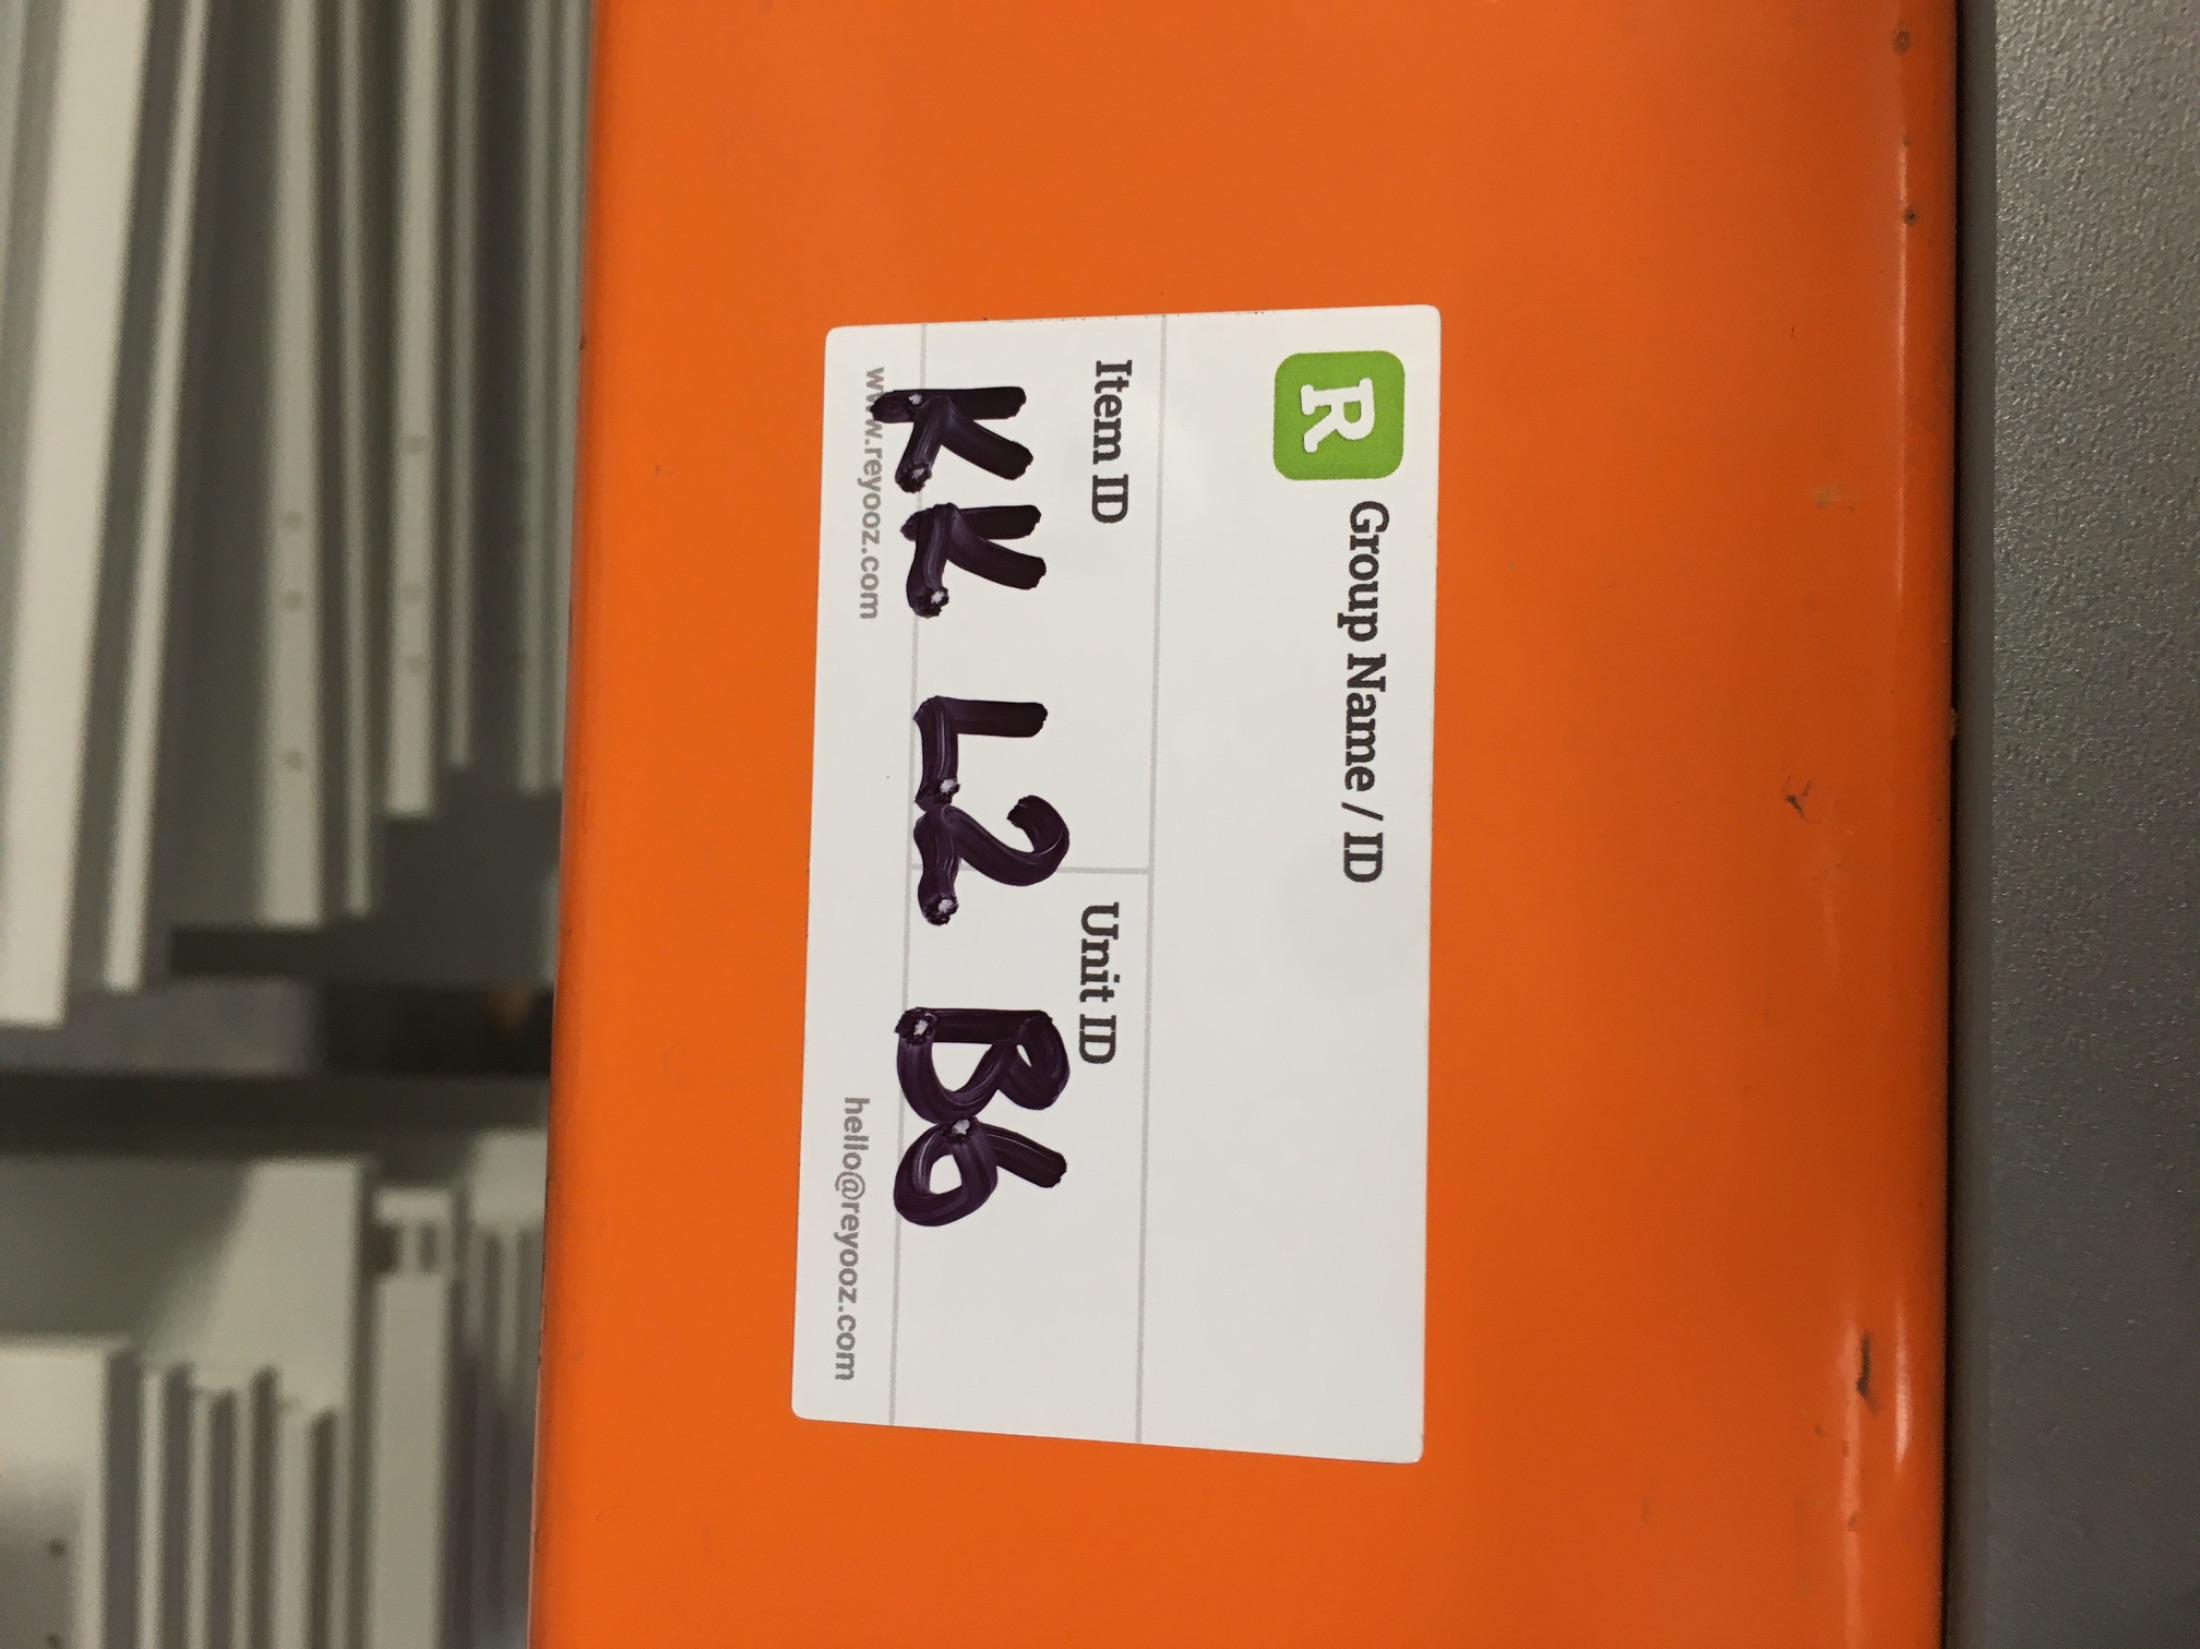 R Group Name / ID
Item ID Unit ID
KK L2 B6
www.reyooz.com hello@reyooz.com